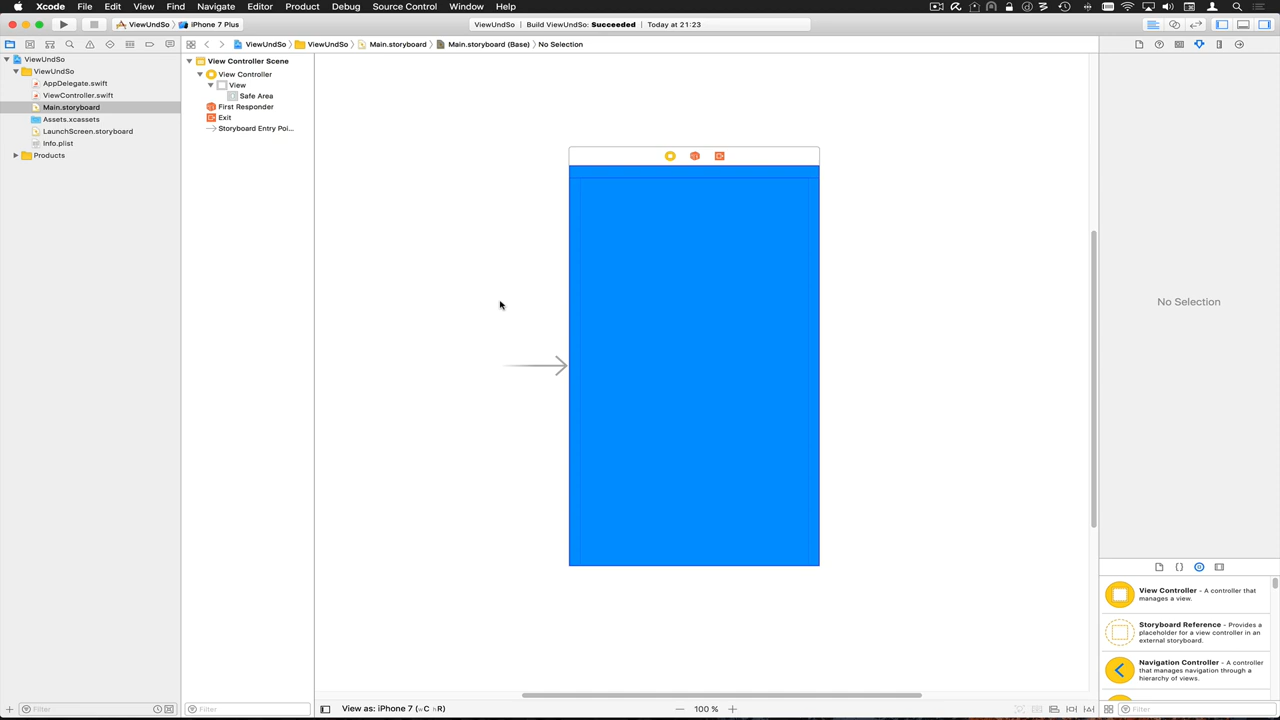 Xcode File Edit View Find Navigate Editor Product Debug Source Control Window Help
ViewUndSo iPhone 7 Plus
ViewUndSo Build ViewUndSo: Succeeded Today at 21:23
ViewUndSo ViewUndSo Main.storyboard Main.storyboard (Base) No Selection
ViewUndSo
ViewUndSo
AppDelegate.swift
ViewController.swift
Main.storyboard
Assets.xcassets
LaunchScreen.storyboard
Info.plist
Products
View Controller Scene
View Controller
View
Safe Area
First Responder
Exit
Storyboard Entry Poi...
No Selection
View Controller - A controller that
manages a view.
Storyboard Reference - Provides a
placeholder for a view controller in an
external storyboard.
Navigation Controller - A controller
that manages navigation through a
hierarchy of views.
Filter
Filter
View as: iPhone 7 (wC hR)
100 %
Filter